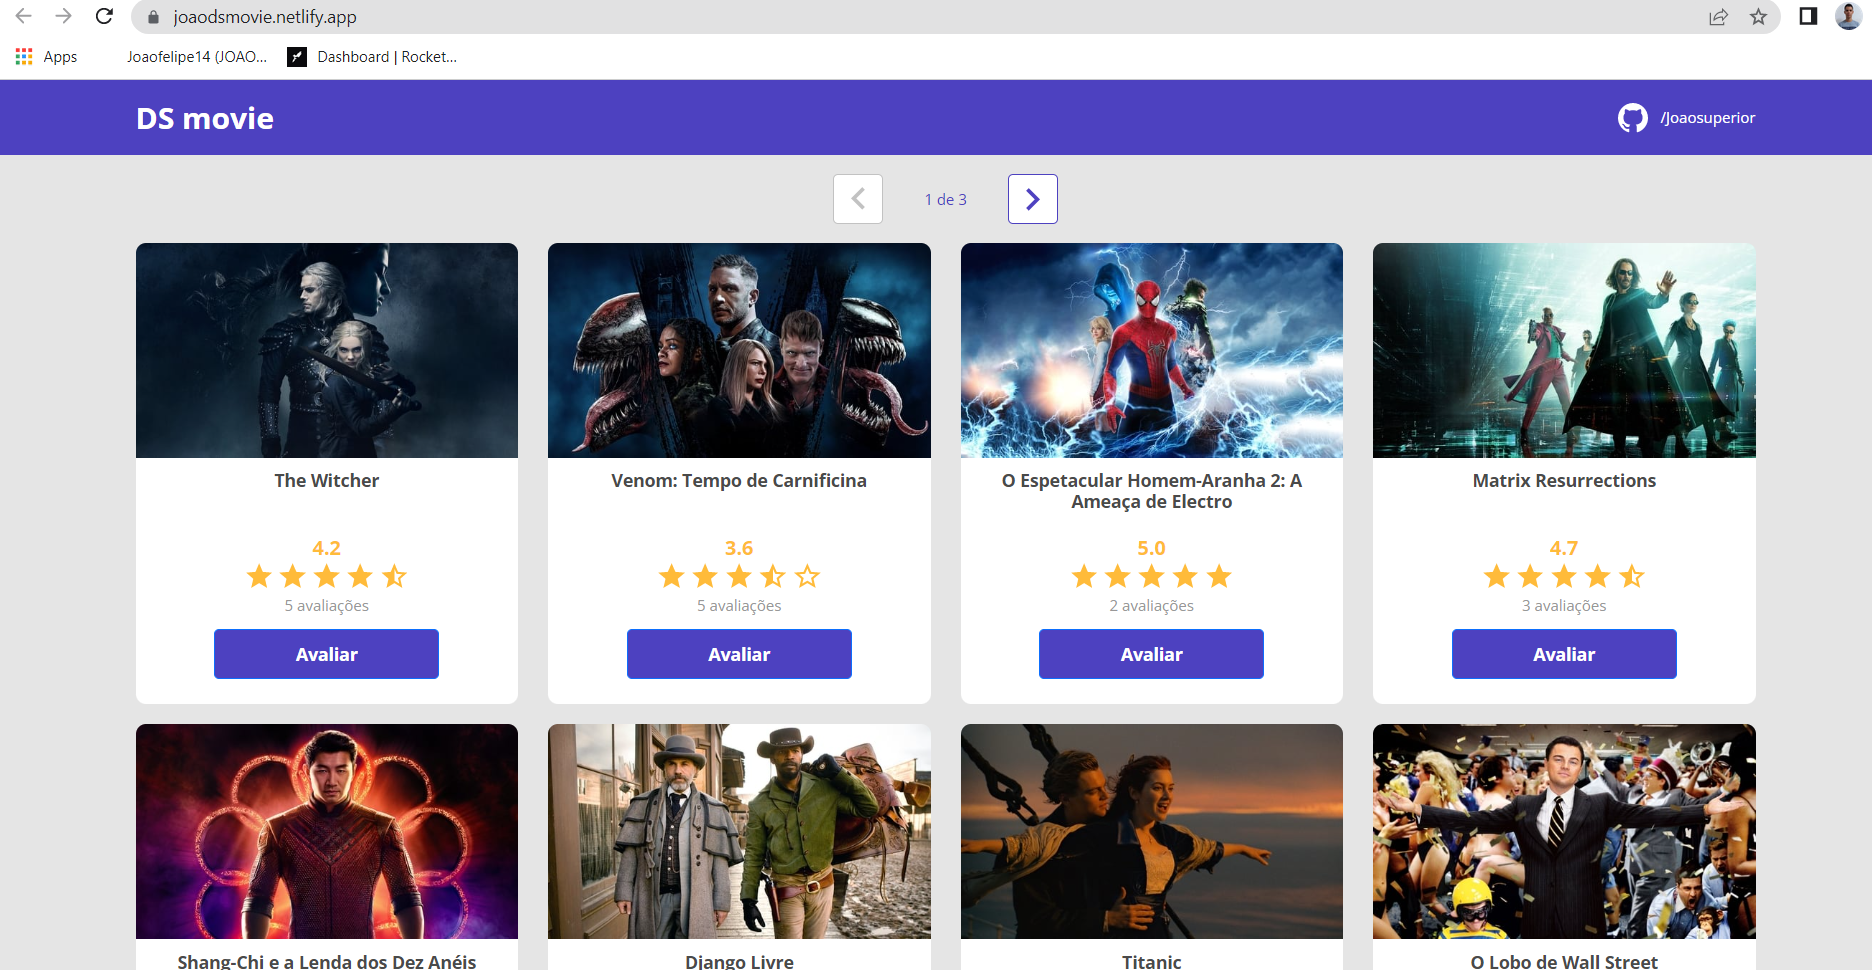 joaodsmovie.netlify.app
Apps
Joaofelipe14 (JOAO...
Dashboard | Rocket...
DS movie
/Joaosuperior
1 de 3
The Witcher
4.2
5 avaliações
Avaliar
Venom: Tempo de Carnificina
3.6
5 avaliações
Avaliar
O Espetacular Homem-Aranha 2: A
Ameaça de Electro
5.0
2 avaliações
Avaliar
Matrix Resurrections
4.7
3 avaliações
Avaliar
Shang-Chi e a Lenda dos Dez Anéis
Django Livre
Titanic
O Lobo de Wall Street